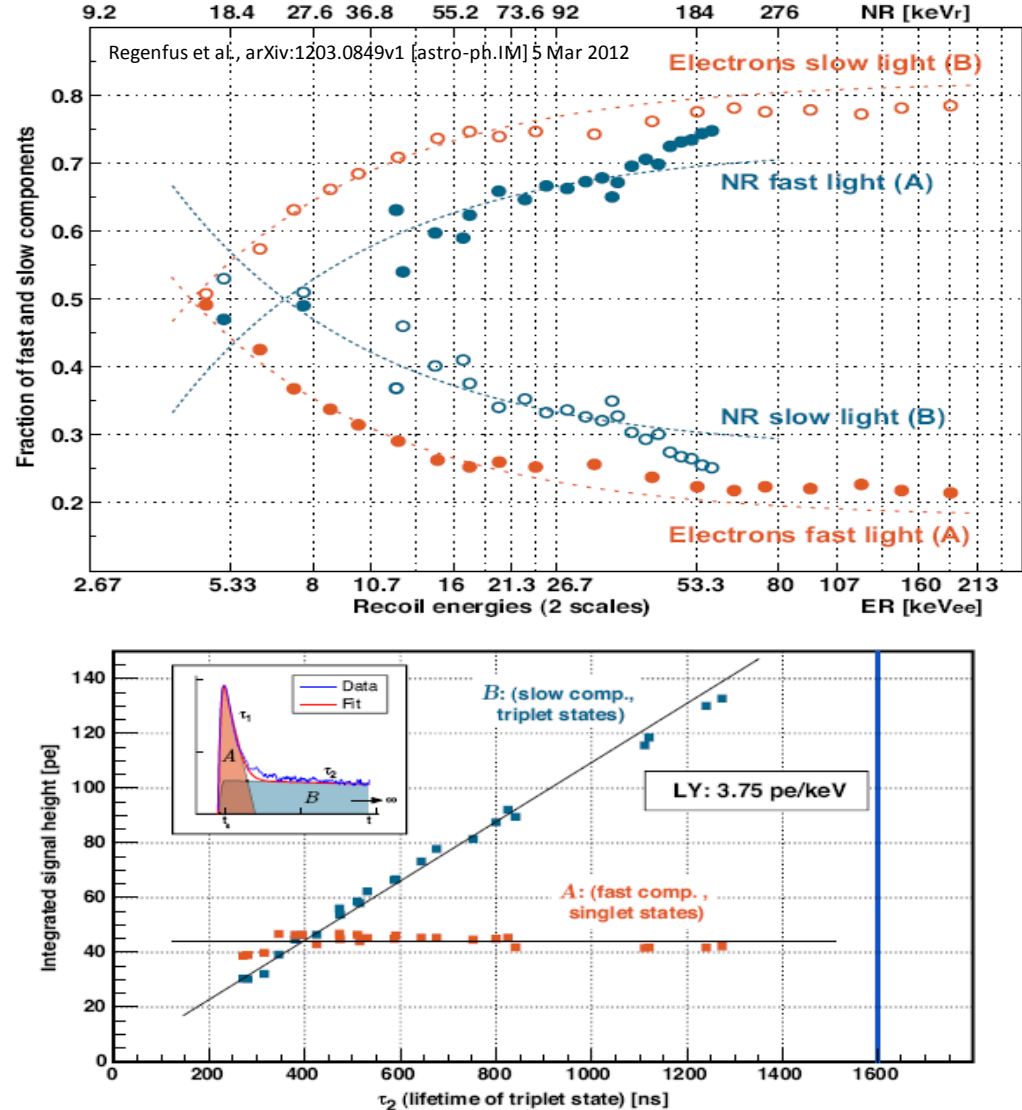 9.2 18.4 27.6 36.8 55.2 73.6 92 184 276 NR [keVr]
Regenfus et al., arXiv:1203.0849v1 [astro-ph.IM] 5 Mar 2012
Electrons slow light (B)
0.8
0.7
NR fast light (A)
0.6
0.5
0.4
NR slow light (B)
0.3
0.2
Electrons fast light (A)
Fraction of fast and slow components
2.67 5.33 8 10.7 16 21.3 26.7 53.3 80 107 160 213
Recoil energies (2 scales) ER [keVee]
140
120
100
80
60
40
20
0
Integrated signal height [pe]
Data
Fit
τ1
A
τ2
B
∞
t
B: (slow comp.,
triplet states)
LY: 3.75 pe/keV
A: (fast comp. ,
singlet states)
0 200 400 600 800 1000 1200 1400 1600
τ2 (lifetime of triplet state) [ns]